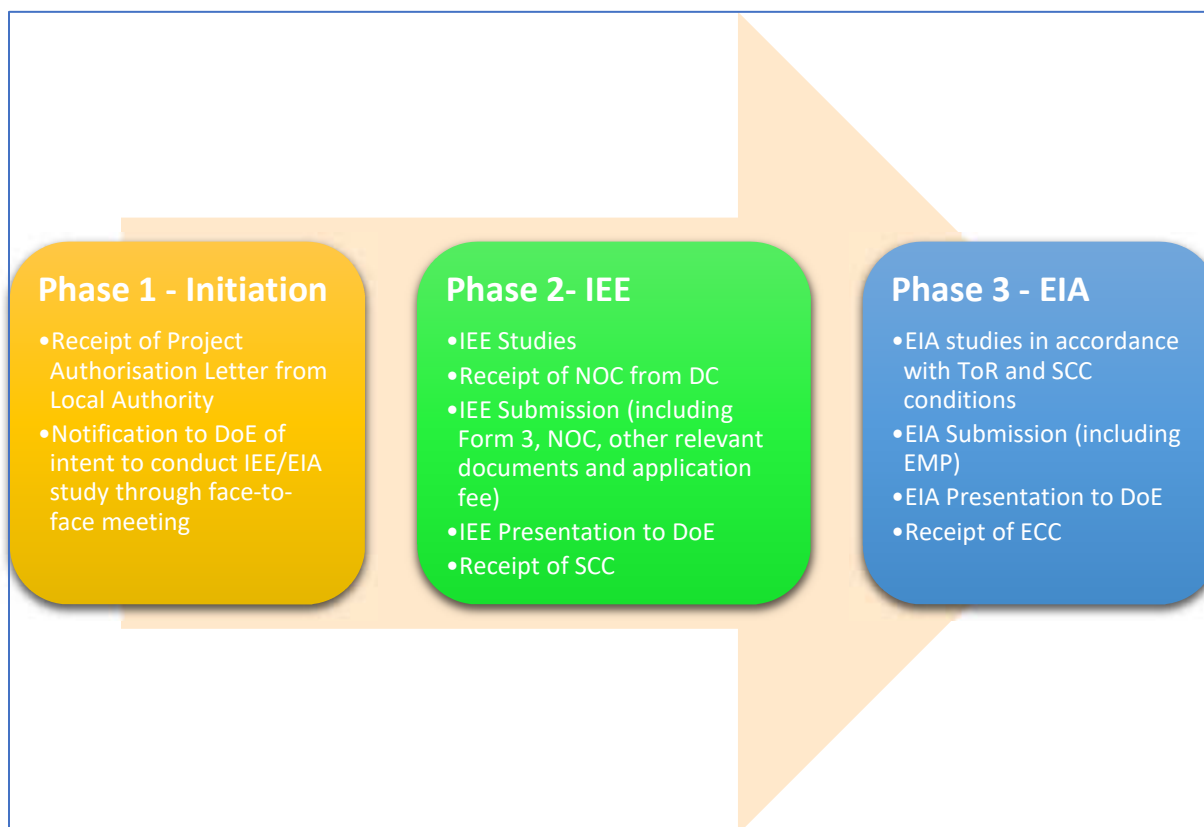 Phase 1 - Initiation
•Receipt of Project
Authorisation Letter from
Local Authority
•Notification to DoE of
intent to conduct IEE/EIA
study through face-to-
face meeting
Phase 2- IEE
•IEE Studies
•Receipt of NOC from DC
•IEE Submission (including
Form 3, NOC, other relevant
documents and application
fee)
•IEE Presentation to DoE
•Receipt of SCC
Phase 3 - EIA
•EIA studies in accordance
with ToR and SCC
conditions
•EIA Submission (including
EMP)
•EIA Presentation to DoE
•Receipt of ECC